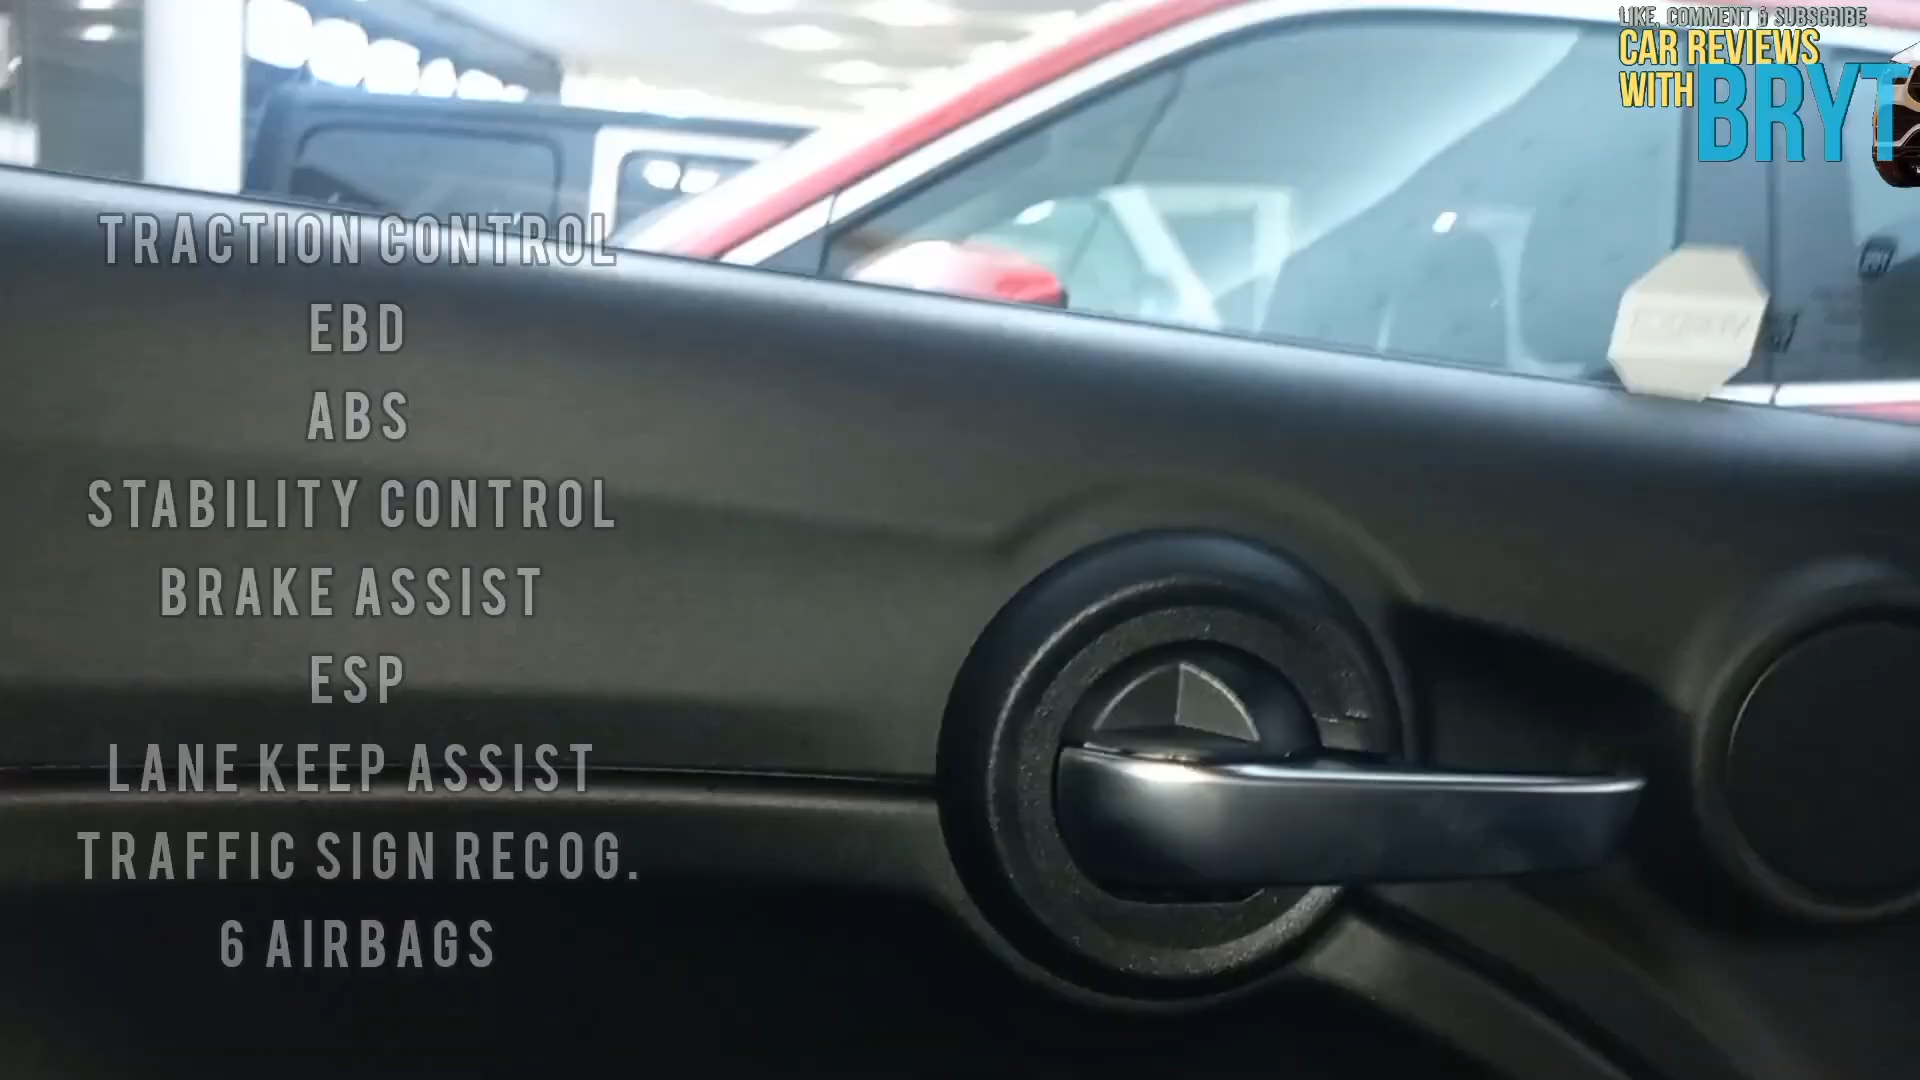 LIKE, COMMENT & SUBSCRIBE
CAR REVIEWS
WITH BRYT
TRACTION CONTROL
EBD
ABS
STABILITY CONTROL
BRAKE ASSIST
ESP
LANE KEEP ASSIST
TRAFFIC SIGN RECOG.
6 AIRBAGS